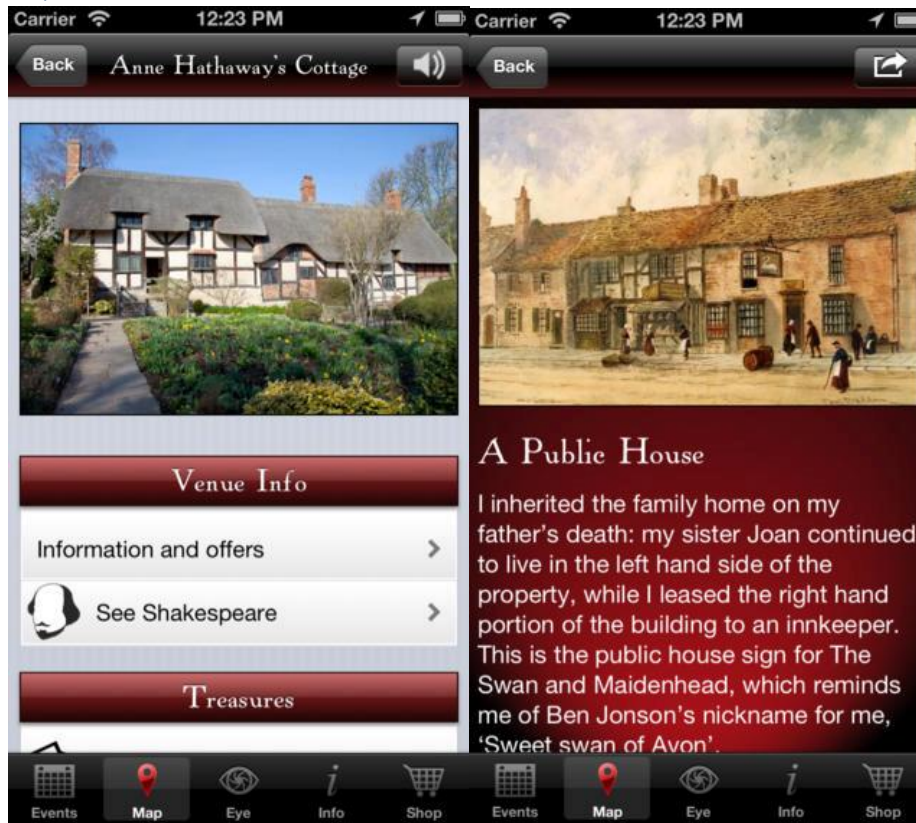 Carrier 12:23 PM
Back Anne Hathaway's Cottage
Venue Info
Information and offers
See Shakespeare
Treasures
Events Map Eye Info Shop
Carrier 12:23 PM
Back
A Public House
I inherited the family home on my
father's death: my sister Joan continued
to live in the left hand side of the
property, while I leased the right hand
portion of the building to an innkeeper.
This is the public house sign for The
Swan and Maidenhead, which reminds
me of Ben Jonson's nickname for me,
'Sweet swan of Avon'.
Events Map Eye Info Shop